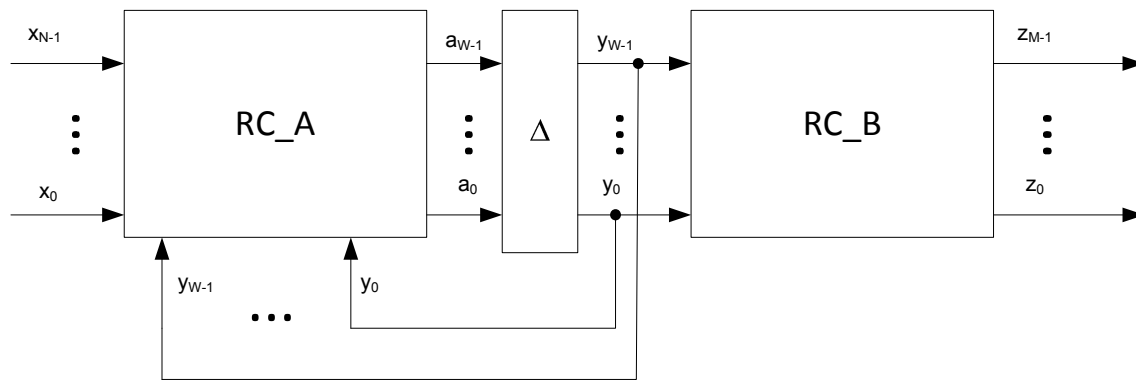 x_{N-1} a_{W-1} y_{W-1} z_{M-1}
RC_A Δ RC_B
x_0 a_0 y_0 z_0
y_{W-1} y_0